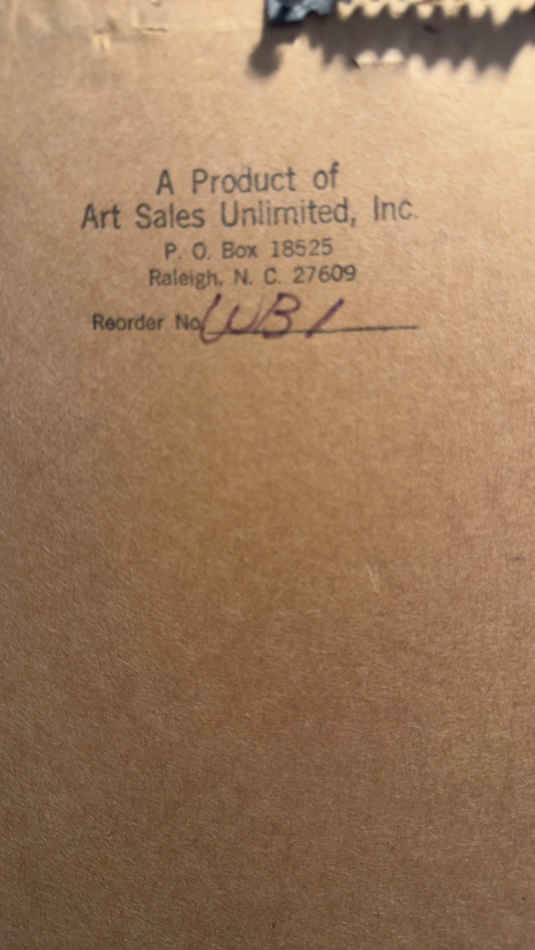 A Product of
Art Sales Unlimited, Inc.
P. O. Box 18525
Raleigh, N. C. 27609
Reorder No. WB1